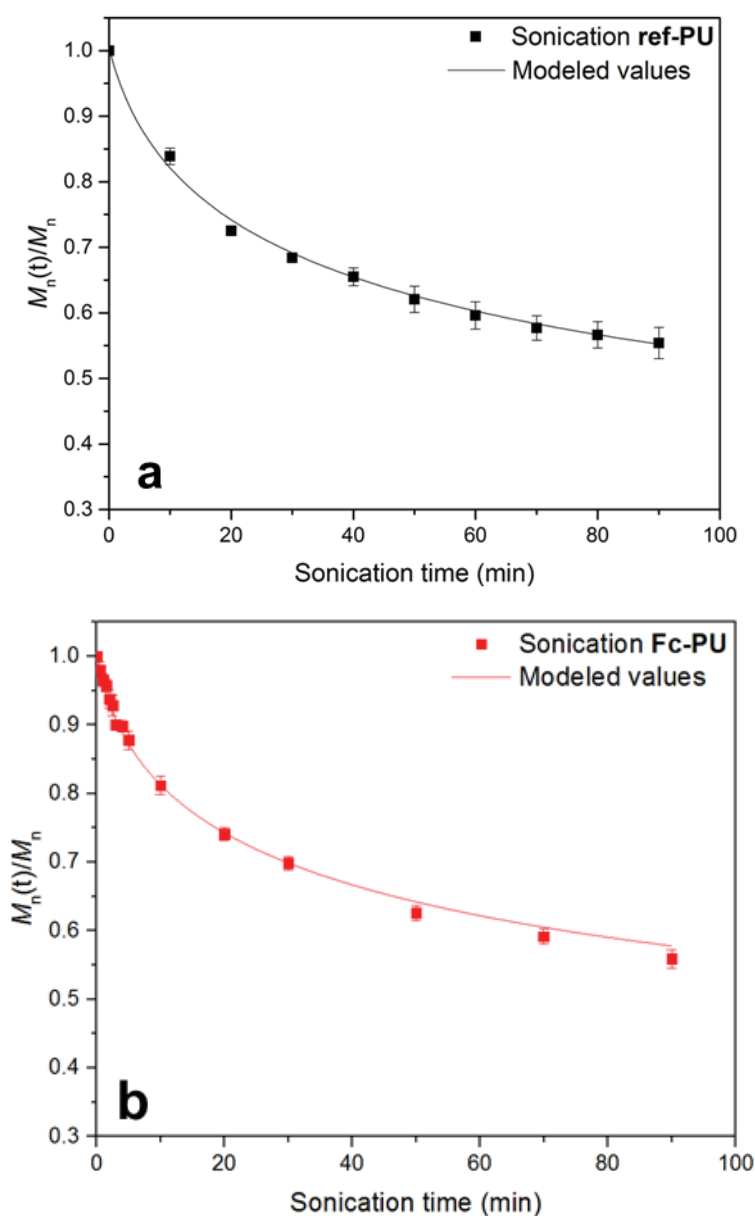 Sonication ref-PU
Modeled values
1.0
0.9
0.8
0.7
0.6
0.5
0.4
0.3
Mn(t)/Mn
a
0 20 40 60 80 100
Sonication time (min)
Sonication Fc-PU
Modeled values
1.0
0.9
0.8
0.7
0.6
0.5
0.4
0.3
Mn(t)/Mn
b
0 20 40 60 80 100
Sonication time (min)